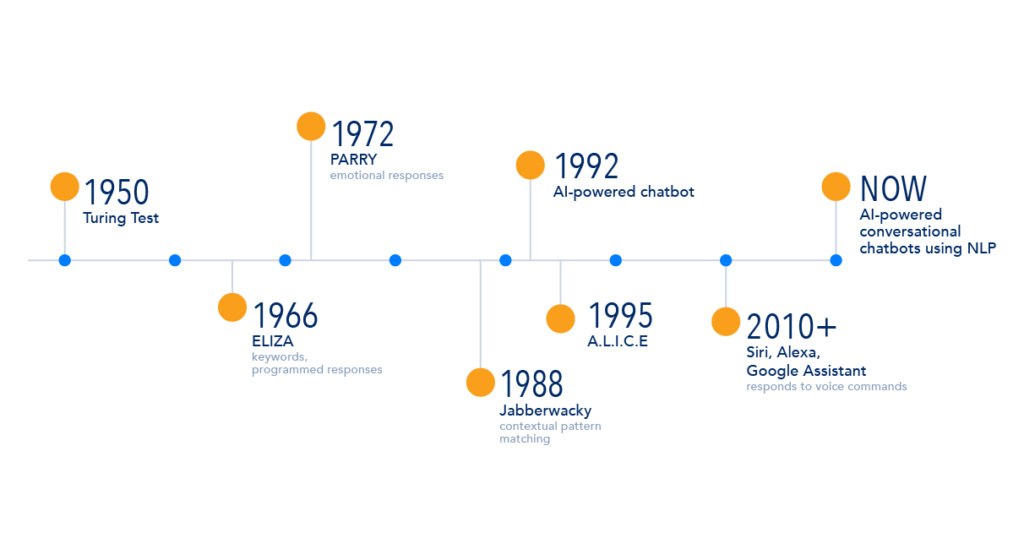 1950
Turing Test
1966
ELIZA
keywords,
programmed responses
1972
PARRY
emotional responses
1988
Jabberwacky
contextual pattern
matching
1992
AI-powered chatbot
1995
A.L.I.C.E
2010+
Siri, Alexa,
Google Assistant
responds to voice commands
NOW
AI-powered
conversational
chatbots using NLP